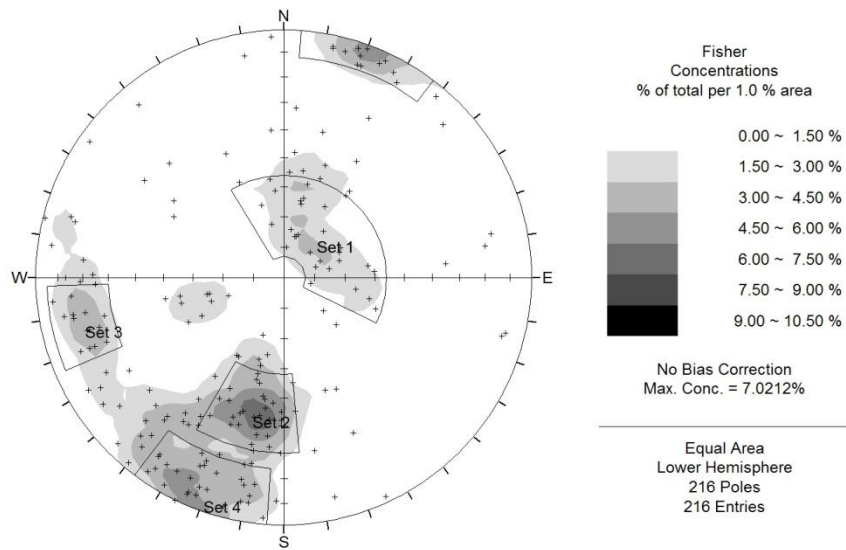 N
W
E
S
Set 1
Set 3
Set 2
Set 4
Fisher
Concentrations
% of total per 1.0 % area
0.00 ~ 1.50 %
1.50 ~ 3.00 %
3.00 ~ 4.50 %
4.50 ~ 6.00 %
6.00 ~ 7.50 %
7.50 ~ 9.00 %
9.00 ~ 10.50 %
No Bias Correction
Max. Conc. = 7.0212%
Equal Area
Lower Hemisphere
216 Poles
216 Entries